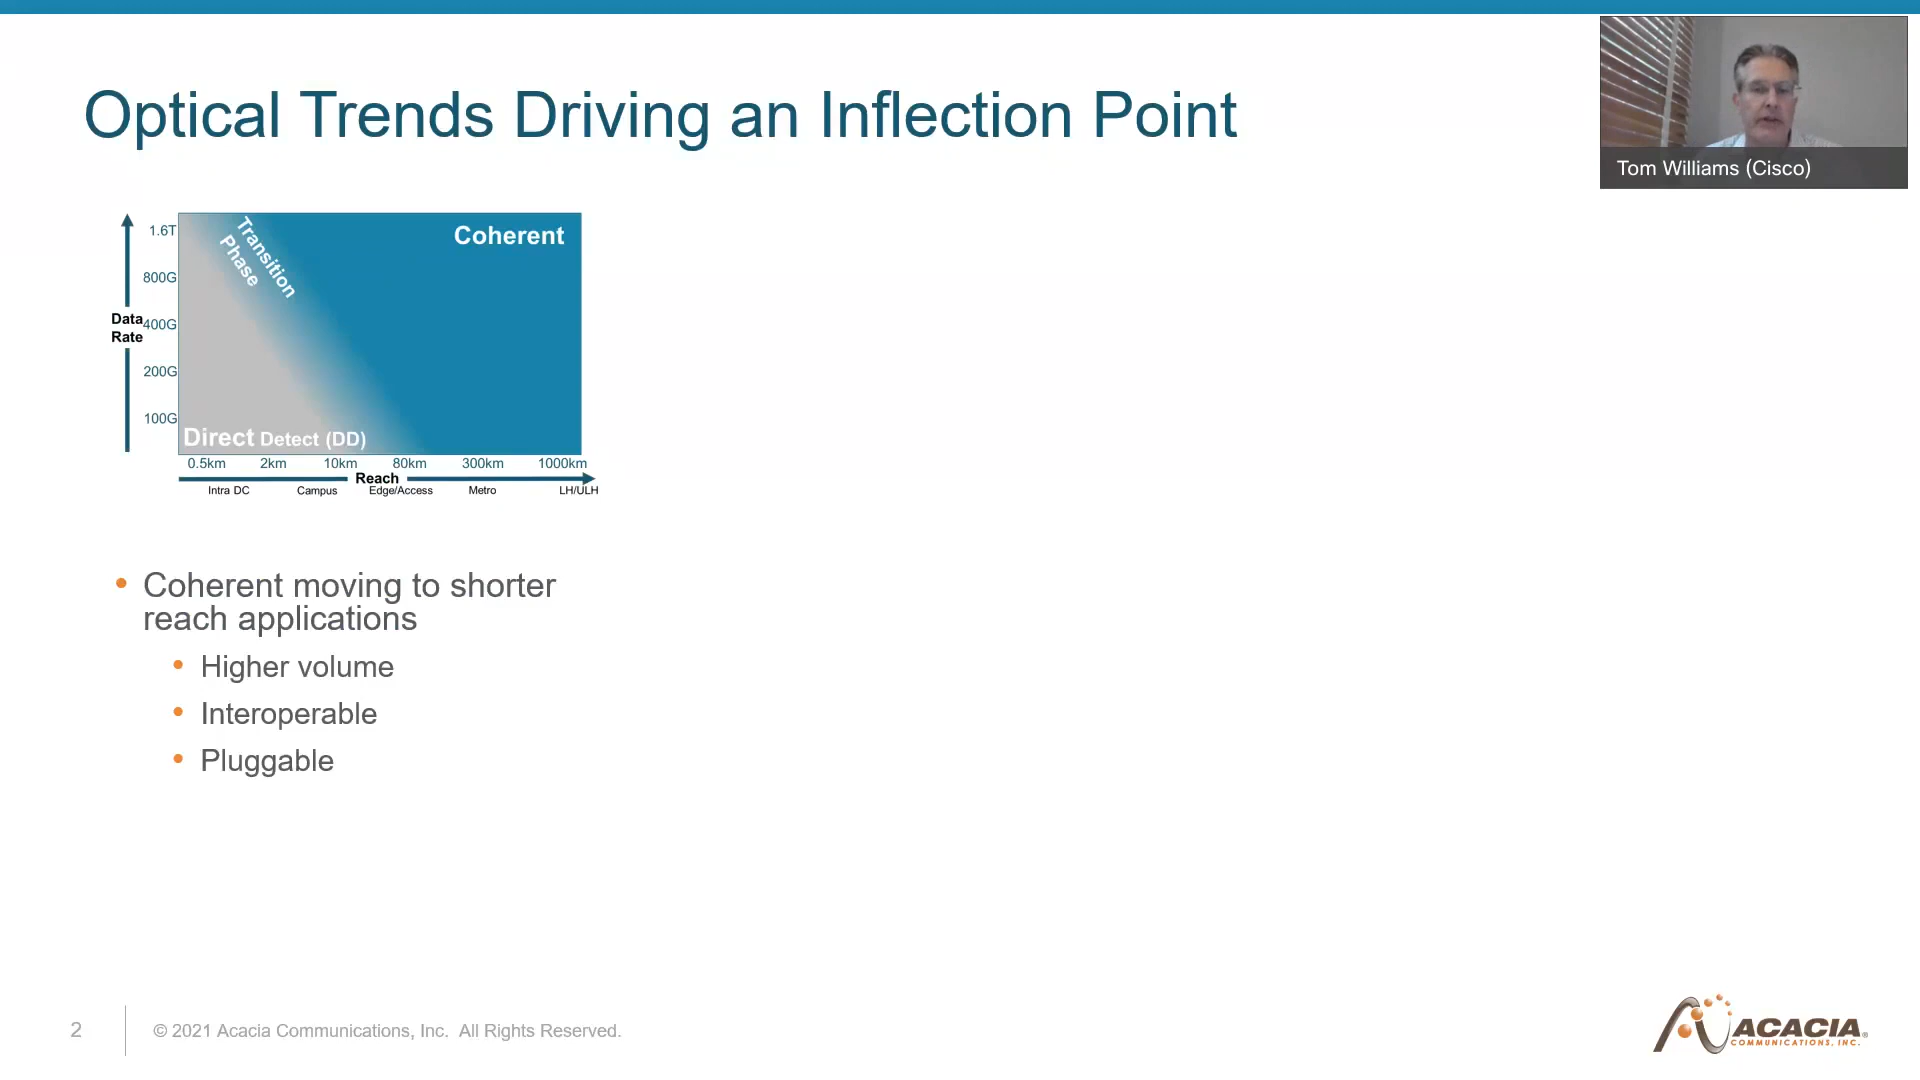 Optical Trends Driving an Inflection Point
Tom Williams (Cisco)
Transition
Phase
Coherent
1.6T
800G
Data
Rate
400G
200G
100G
Direct Detect (DD)
0.5km 2km 10km 80km 300km 1000km
Reach
Intra DC Campus Edge/Access Metro LH/ULH
• Coherent moving to shorter
reach applications
• Higher volume
• Interoperable
• Pluggable
2
© 2021 Acacia Communications, Inc. All Rights Reserved.
ACACIA®
COMMUNICATIONS, INC.